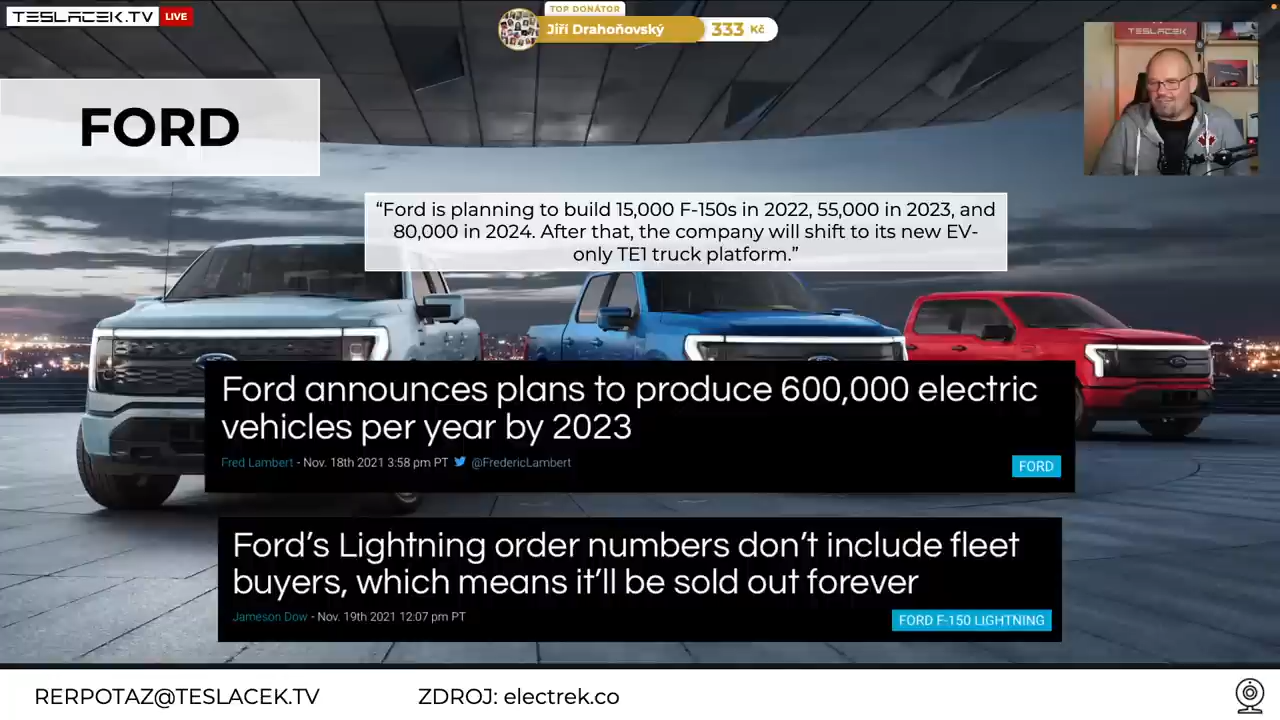 TESLACEK.TV LIVE
TOP DONÁTOR
Jiří Drahoňovský 333 Kč
TESLACEK
FORD
“Ford is planning to build 15,000 F-150s in 2022, 55,000 in 2023, and
80,000 in 2024. After that, the company will shift to its new EV-
only TE1 truck platform.”
Ford announces plans to produce 600,000 electric
vehicles per year by 2023
Fred Lambert - Nov. 18th 2021 3:58 pm PT @FredericLambert
FORD
Ford’s Lightning order numbers don’t include fleet
buyers, which means it’ll be sold out forever
Jameson Dow - Nov. 19th 2021 12:07 pm PT
FORD F-150 LIGHTNING
RERPOTAZ@TESLACEK.TV ZDROJ: electrek.co